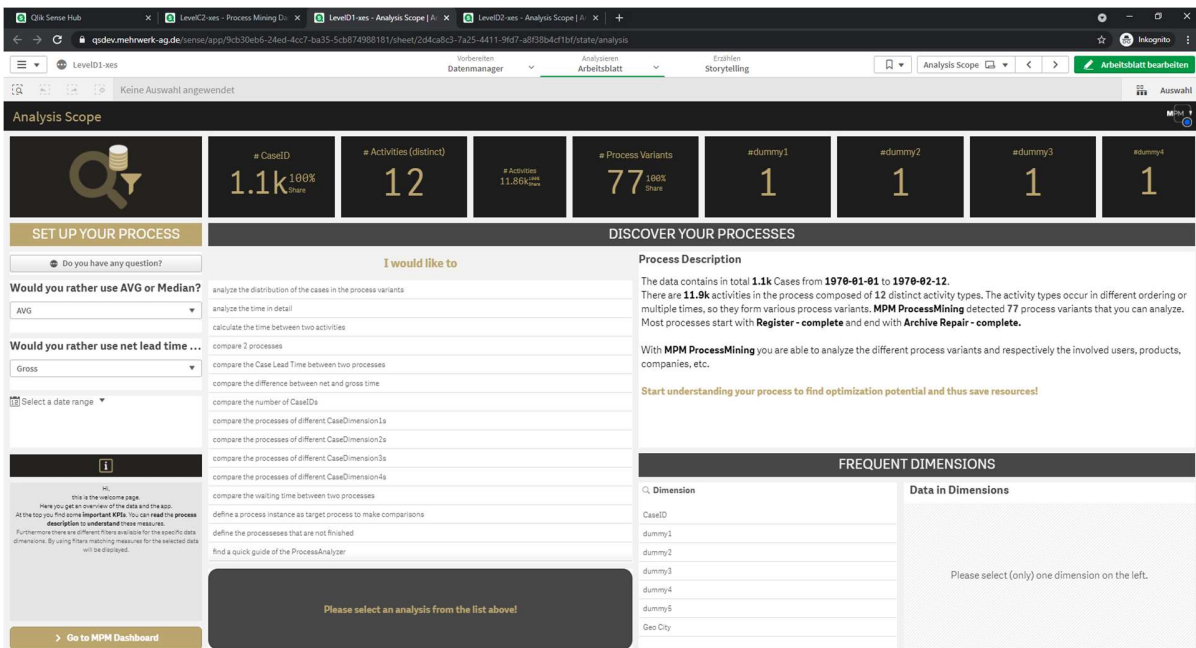 Qlik Sense Hub
LevelC2-xes - Process Mining Da
LevelD1-xes - Analysis Scope | A
LevelD2-xes - Analysis Scope | A
qsdev.mehrwerk-ag.de/sense/app/9cb30eb6-24ed-4cc7-ba35-5cb874988181/sheet/2d4ca8c3-7a25-4411-9fd7-a8f38b4cf1bf/state/analysis
Inkognito
LevelD1-xes
Vorbereiten
Datenmanager
Analysieren
Arbeitsblatt
Erzählen
Storytelling
Analysis Scope
Arbeitsblatt bearbeiten
Keine Auswahl angewendet
Auswahl
Analysis Scope
MPM
# CaseID
1.1k 100% Share
# Activities (distinct)
12
# Activities
11.86k 100% Share
# Process Variants
77 100% Share
#dummy1
1
#dummy2
1
#dummy3
1
#dummy4
1
SET UP YOUR PROCESS
DISCOVER YOUR PROCESSES
Do you have any question?
Would you rather use AVG or Median?
AVG
Would you rather use net lead time ...
Gross
Select a date range
i
Hi,
this is the welcome page.
Here you get an overview of the data and the app.
At the top you find some important KPIs. You can read the process
description to understand these measures.
Furthermore there are different filters available for the specific data
dimensions. By using filters matching measures for the selected data
will be displayed.
> Go to MPM Dashboard
I would like to
analyze the distribution of the cases in the process variants
analyze the time in detail
calculate the time between two activities
compare 2 processes
compare the Case Lead Time between two processes
compare the difference between net and gross time
compare the number of CaseIDs
compare the processes of different CaseDimension1s
compare the processes of different CaseDimension2s
compare the processes of different CaseDimension3s
compare the processes of different CaseDimension4s
compare the waiting time between two processes
define a process instance as target process to make comparisons
define the processeses that are not finished
find a quick guide of the ProcessAnalyzer
Please select an analysis from the list above!
Process Description
The data contains in total 1.1k Cases from 1970-01-01 to 1970-02-12.
There are 11.9k activities in the process composed of 12 distinct activity types. The activity types occur in different ordering or
multiple times, so they form various process variants. MPM ProcessMining detected 77 process variants that you can analyze.
Most processes start with Register - complete and end with Archive Repair - complete.
With MPM ProcessMining you are able to analyze the different process variants and respectively the involved users, products,
companies, etc.
Start understanding your process to find optimization potential and thus save resources!
FREQUENT DIMENSIONS
Dimension
CaseID
dummy1
dummy2
dummy3
dummy4
dummy5
Geo City
Data in Dimensions
Please select (only) one dimension on the left.